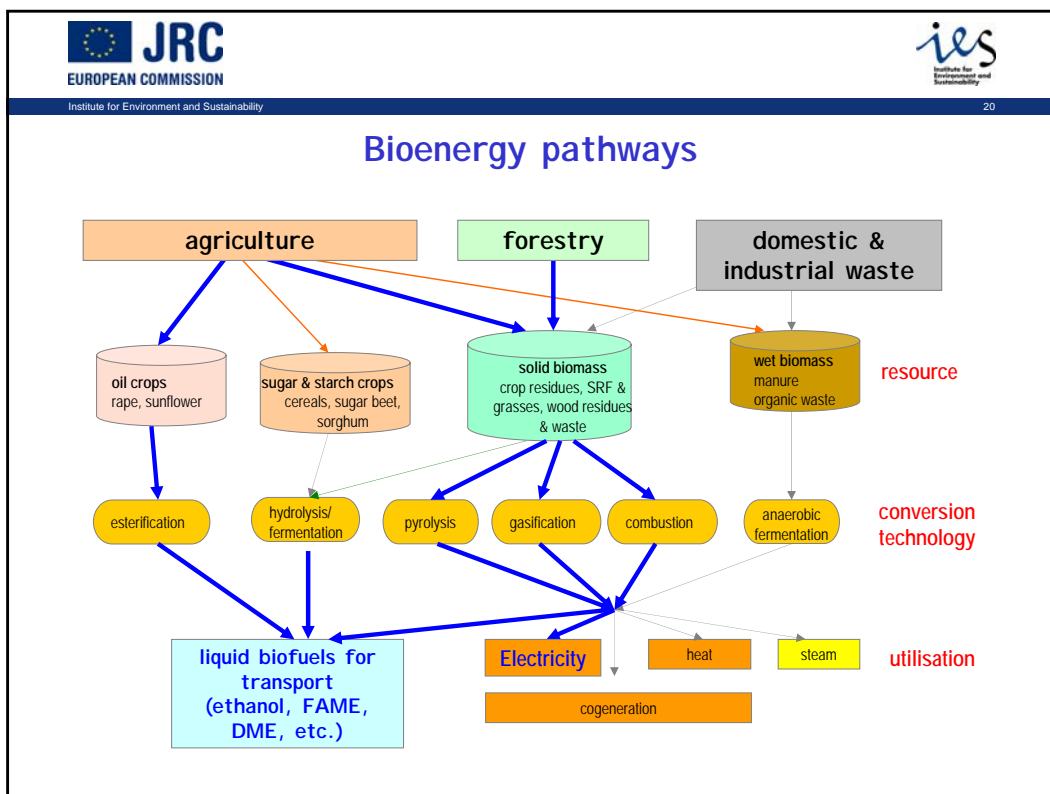 JRC
EUROPEAN COMMISSION
ies
Institute for
Environment and
Sustainability
Institute for Environment and Sustainability
20
Bioenergy pathways
agriculture
forestry
domestic &
industrial waste
oil crops
rape, sunflower
sugar & starch crops
cereals, sugar beet,
sorghum
solid biomass
crop residues, SRF &
grasses, wood residues
& waste
wet biomass
manure
organic waste
resource
esterification
hydrolysis/
fermentation
pyrolysis
gasification
combustion
anaerobic
fermentation
conversion
technology
liquid biofuels for
transport
(ethanol, FAME,
DME, etc.)
Electricity
heat
steam
utilisation
cogeneration